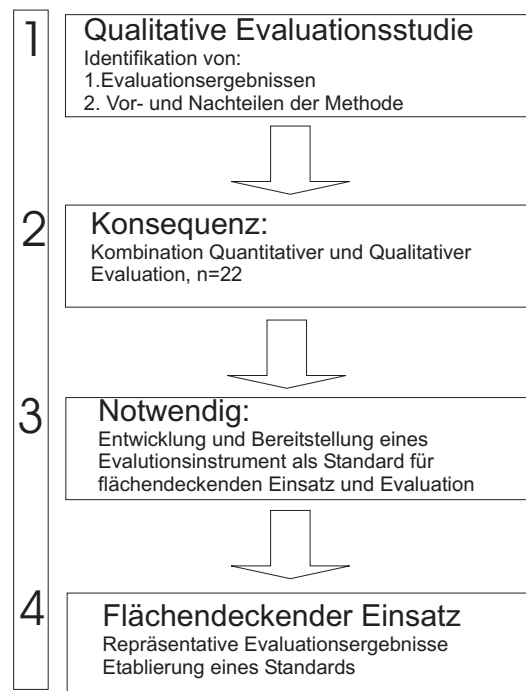 1
Qualitative Evaluationsstudie
Identifikation von:
1.Evaluationsergebnissen
2. Vor- und Nachteilen der Methode
2
Konsequenz:
Kombination Quantitativer und Qualitativer
Evaluation, n=22
3
Notwendig:
Entwicklung und Bereitstellung eines
Evalutionsinstrument als Standard für
flächendeckenden Einsatz und Evaluation
4
Flächendeckender Einsatz
Repräsentative Evaluationsergebnisse
Etablierung eines Standards